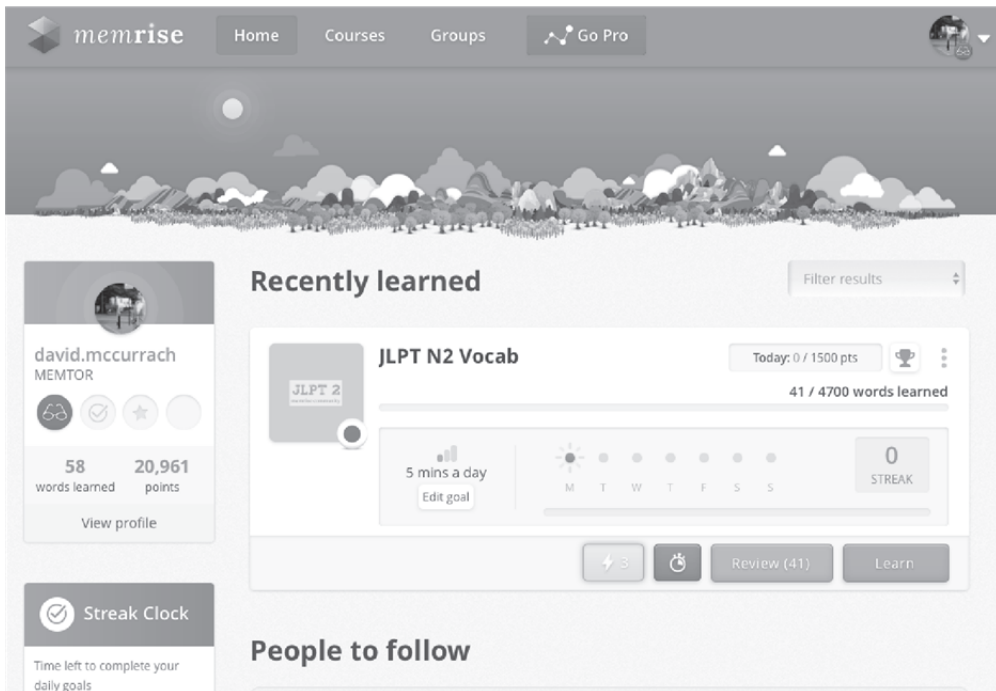 memrise Home Courses Groups Go Pro
Recently learned
Filter results
david.mccurrach
MEMTOR
58 20,961
words learned points
View profile
JLPT 2
JLPT N2 Vocab
Today: 0 / 1500 pts
41 / 4700 words learned
5 mins a day
Edit goal
M T W T F S S
0
STREAK
3
Review (41)
Learn
Streak Clock
Time left to complete your
daily goals
People to follow